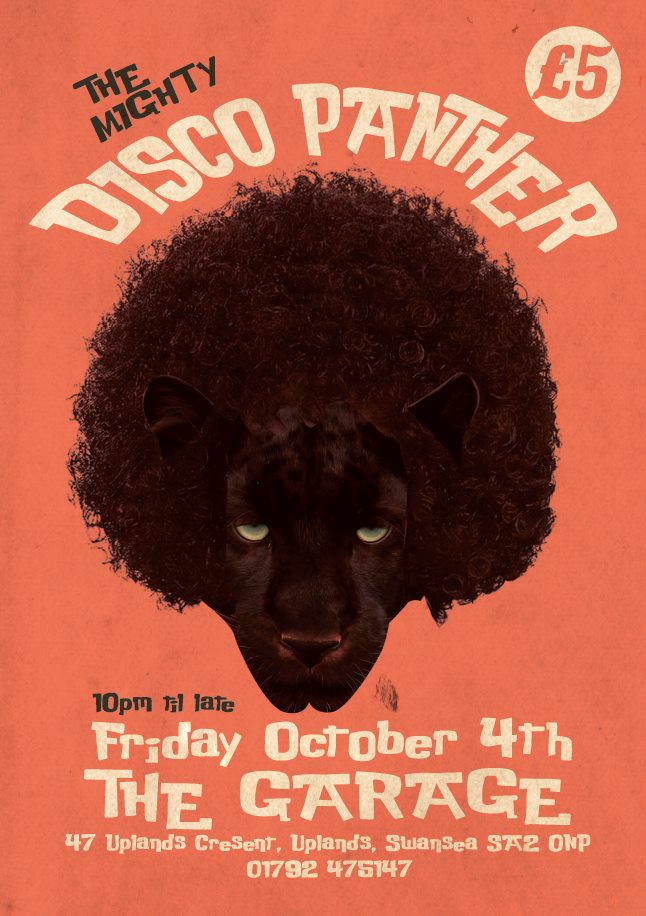 THE
MIGHTY
£5
DISCO PANTHER
10pm til late
Friday October 4th
THE GARAGE
47 Uplands Cresent, Uplands, Swansea SA2 0NP
01792 475147